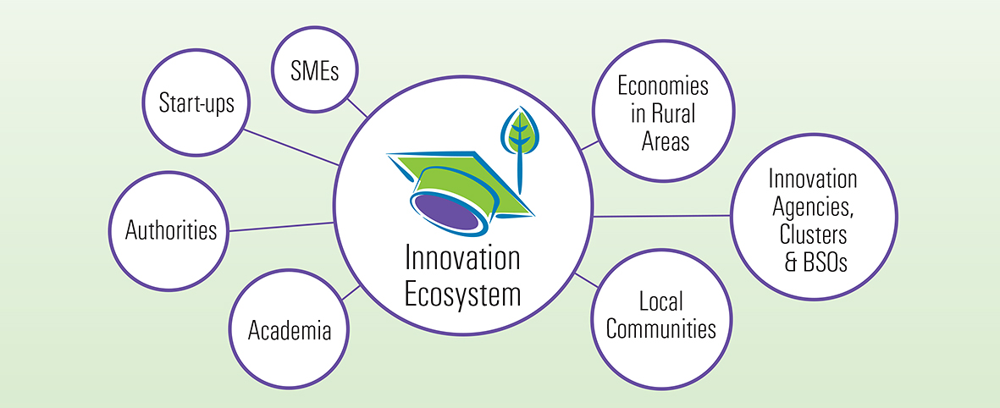 SMEs
Start-ups
Authorities
Academia
Innovation
Ecosystem
Economies
in Rural
Areas
Innovation
Agencies,
Clusters
& BSOs
Local
Communities